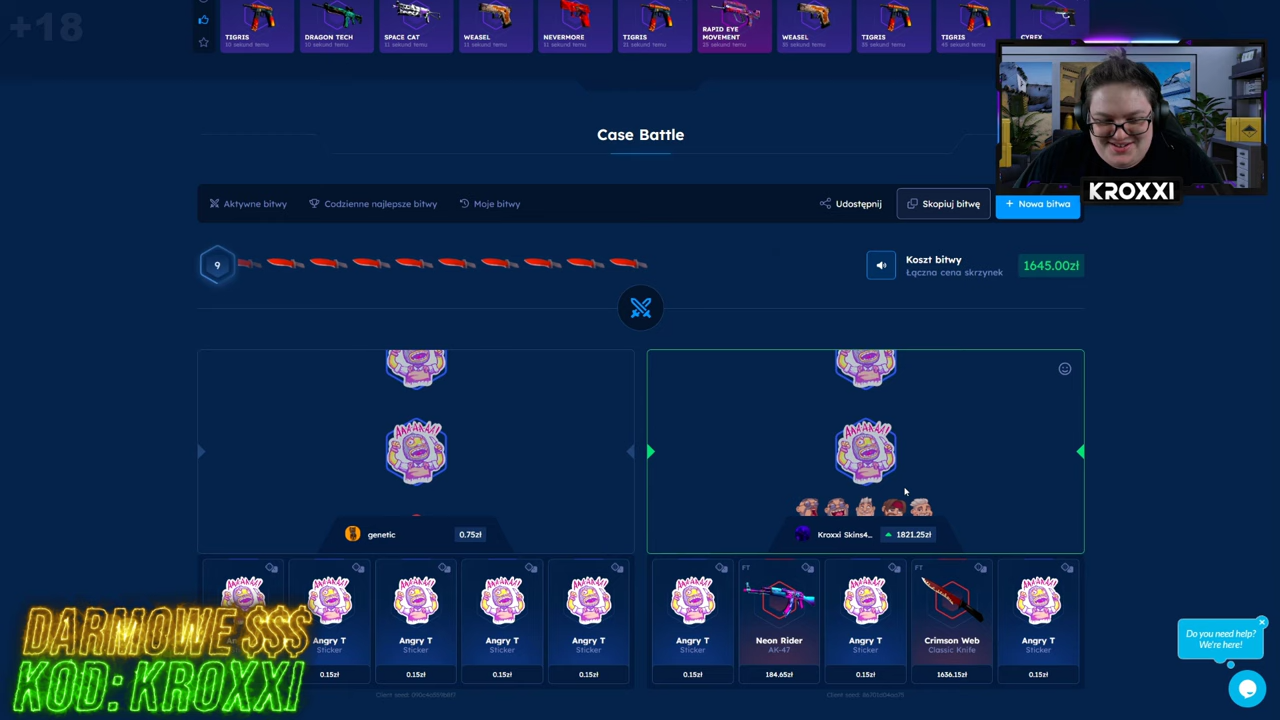 +18
TIGRIS
DRAGON TECH
SPACE CAT
WEASEL
NEVERMORE
TIGRIS
RAPID EYE
MOVEMENT
WEASEL
TIGRIS
TIGRIS
CYREX
Case Battle
KROXXI
Aktywne bitwy
Codzienne najlepsze bitwy
Moje bitwy
Udostępnij
Skopiuj bitwę
+ Nowa bitwa
9
Koszt bitwy
Łączna cena skrzynek
1645.00zł
genetic
0.75zł
Kroxxi Skins4...
1821.25zł
FT
FT
Angry T
Sticker
0.15zł
Angry T
Sticker
0.15zł
Angry T
Sticker
0.15zł
Angry T
Sticker
0.15zł
Angry T
Sticker
0.15zł
Neon Rider
AK-47
184.65zł
Angry T
Sticker
0.15zł
Crimson Web
Classic Knife
1636.15zł
Angry T
Sticker
0.15zł
Do you need help?
We're here!
DARMOWE $$$
KOD: KROXXI